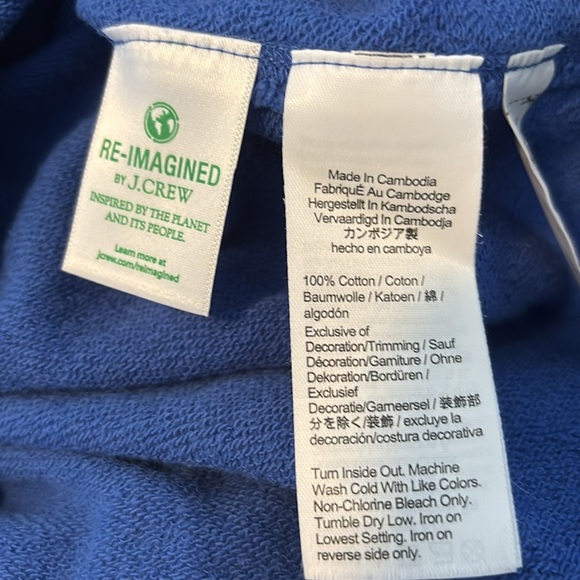 RE-IMAGINED
BY J.CREW
INSPIRED BY THE PLANET
AND ITS PEOPLE.
Learn more at
jcrew.com/reimagined
Made In Cambodia
FabriquÉ Au Cambodge
Hergestellt In Kambodscha
Vervaardigd In Cambodja
カンボジア製
hecho en camboya
100% Cotton / Coton /
Baumwolle / Katoen / 綿 /
algodón
Exclusive of
Decoration/Trimming / Sauf
Décoration/Garniture / Ohne
Dekoration/Bordüren /
Exclusief
Decoratie/Garneersel / 装飾部
分を除く/装飾 / excluye la
decoración/costura decorativa
Turn Inside Out. Machine
Wash Cold With Like Colors.
Non-Chlorine Bleach Only.
Tumble Dry Low. Iron on
Lowest Setting. Iron on
reverse side only.